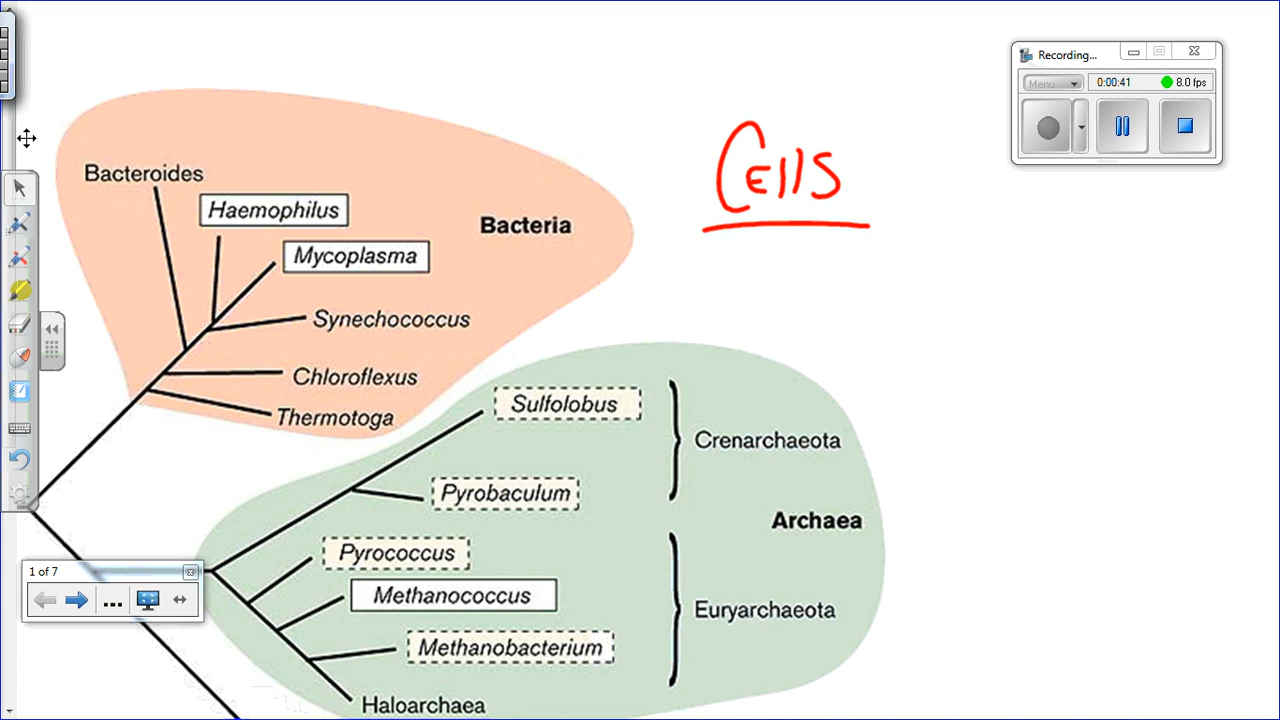 Recording...
Menu
0:00:41
8.0 fps
CEllS
Bacteroides
Haemophilus
Bacteria
Mycoplasma
Synechococcus
Chloroflexus
Thermotoga
Sulfolobus
Crenarchaeota
Pyrobaculum
Archaea
Pyrococcus
1 of 7
Methanococcus
...
Euryarchaeota
Methanobacterium
Haloarchaea